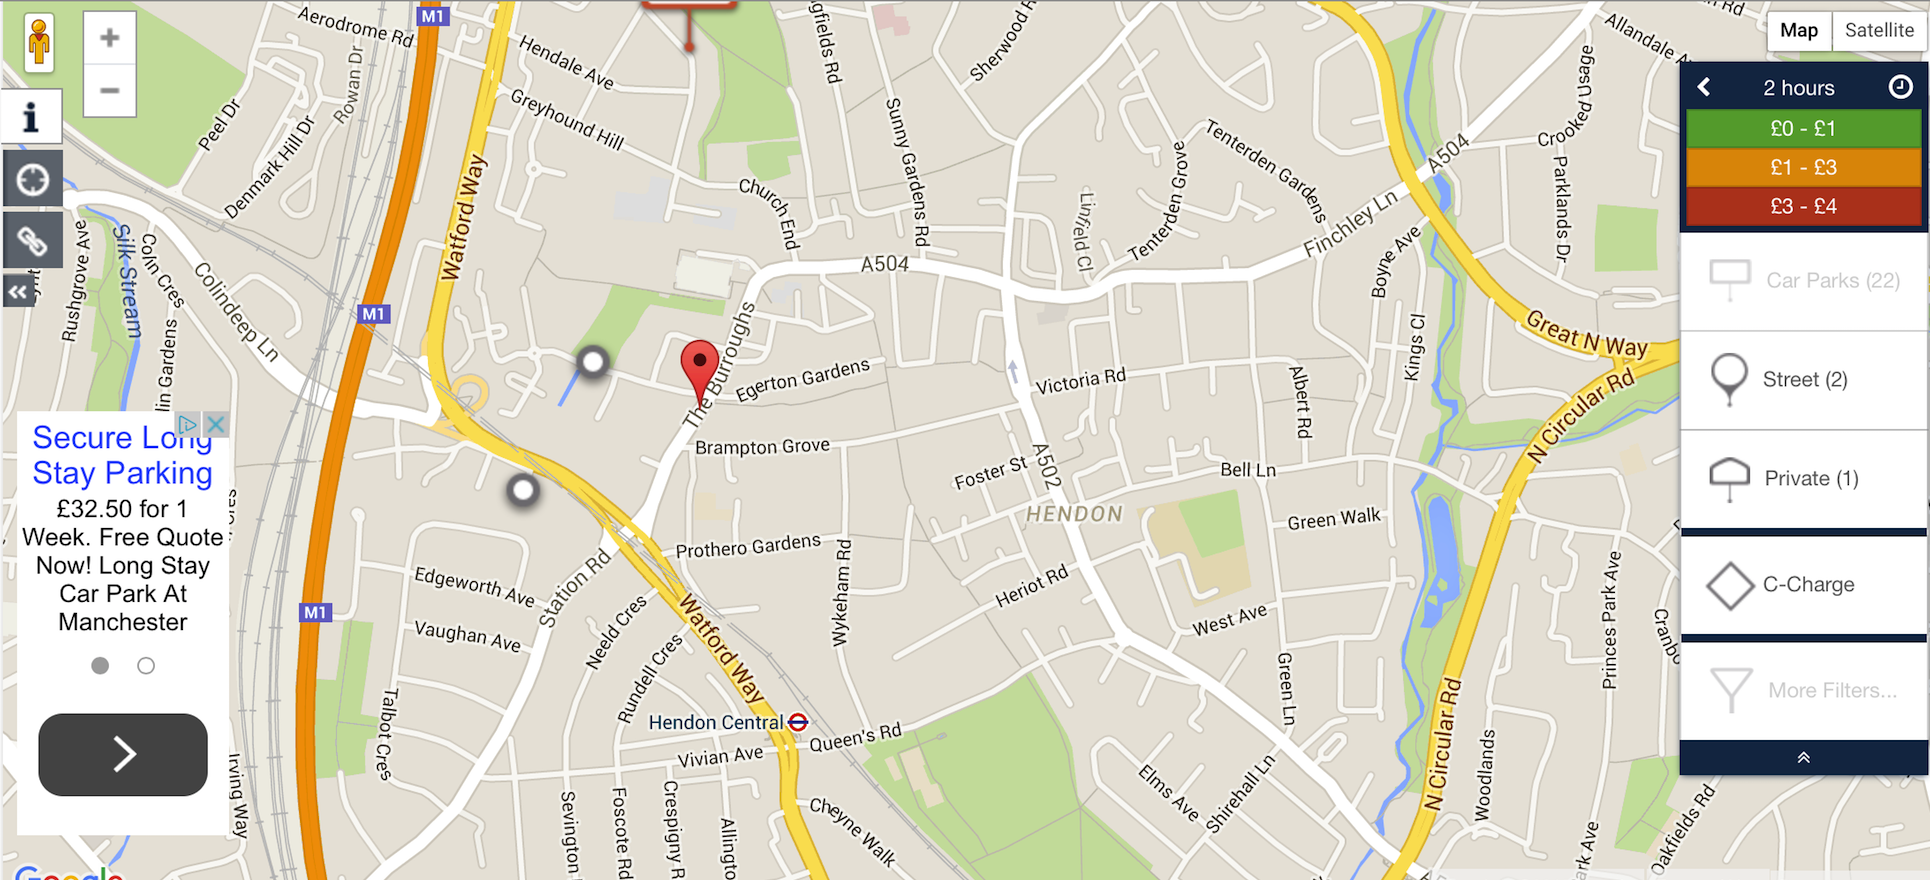 M1
Aerodrome Rd
Rowan Dr
Peel Dr
Denmark Hill Dr
Hendale Ave
Greyhound Hill
Watford Way
Church End
Sunny Gardens Rd
Sherwood R
gfields Rd
A504
Linfield Cl
Tenterden Grove
Tenterden Gardens
Finchley Ln
A504
Allandale A
Crooked Usage
Parklands Dr
Boyne Ave
Kings Cl
Great N Way
N Circular Rd
Rushgrove Ave
Silk Stream
Colin Cres
lin Gardens
Colindeep Ln
M1
The Burroughs
Egerton Gardens
Brampton Grove
Victoria Rd
Albert Rd
Foster St
A502
Bell Ln
HENDON
Green Walk
Prothero Gardens
Wykeham Rd
Heriot Rd
West Ave
Green Ln
Edgeworth Ave
Vaughan Ave
Station Rd
Neeld Cres
Rundell Cres
Watford Way
M1
Talbot Cres
Hendon Central
Vivian Ave
Queen's Rd
Cheyne Walk
Sevington
Foscote Rd
Crespigny R
Allingto
Elms Ave
Shirehall Ln
N Circular Rd
Woodlands
Princes Park Ave
Cranbo
Oakfields Rd
ark Ave
Irving Way
Secure Long
Stay Parking
£32.50 for 1
Week. Free Quote
Now! Long Stay
Car Park At
Manchester
Google
Map
Satellite
2 hours
£0 - £1
£1 - £3
£3 - £4
Car Parks (22)
Street (2)
Private (1)
C-Charge
More Filters...